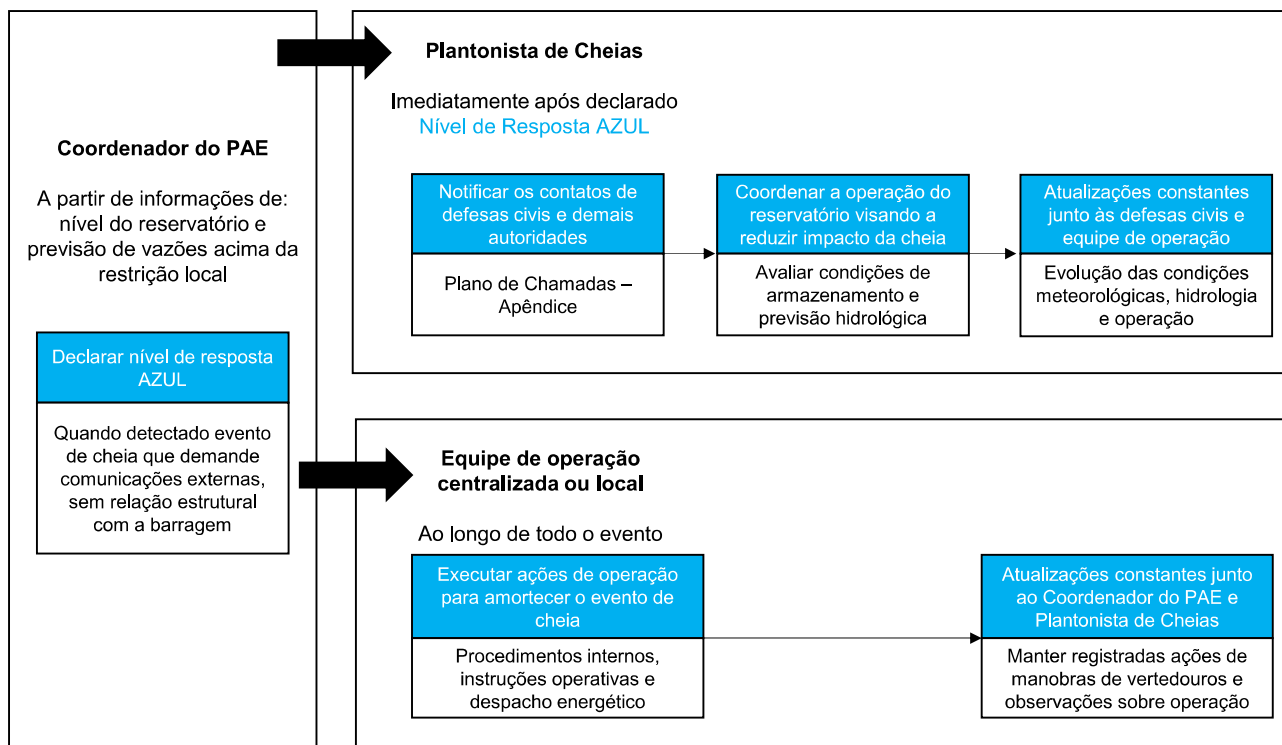 Coordenador do PAE
A partir de informações de:
nível do reservatório e
previsão de vazões acima da
restrição local
Declarar nível de resposta
AZUL
Quando detectado evento
de cheia que demande
comunicações externas,
sem relação estrutural
com a barragem
Plantonista de Cheias
Imediatamente após declarado
Nível de Resposta AZUL
Notificar os contatos de
defesas civis e demais
autoridades
Plano de Chamadas –
Apêndice
Coordenar a operação do
reservatório visando a
reduzir impacto da cheia
Avaliar condições de
armazenamento e
previsão hidrológica
Atualizações constantes
junto às defesas civis e
equipe de operação
Evolução das condições
meteorológicas, hidrologia
e operação
Equipe de operação
centralizada ou local
Ao longo de todo o evento
Executar ações de operação
para amortecer o evento de
cheia
Procedimentos internos,
instruções operativas e
despacho energético
Atualizações constantes junto
ao Coordenador do PAE e
Plantonista de Cheias
Manter registradas ações de
manobras de vertedouros e
observações sobre operação